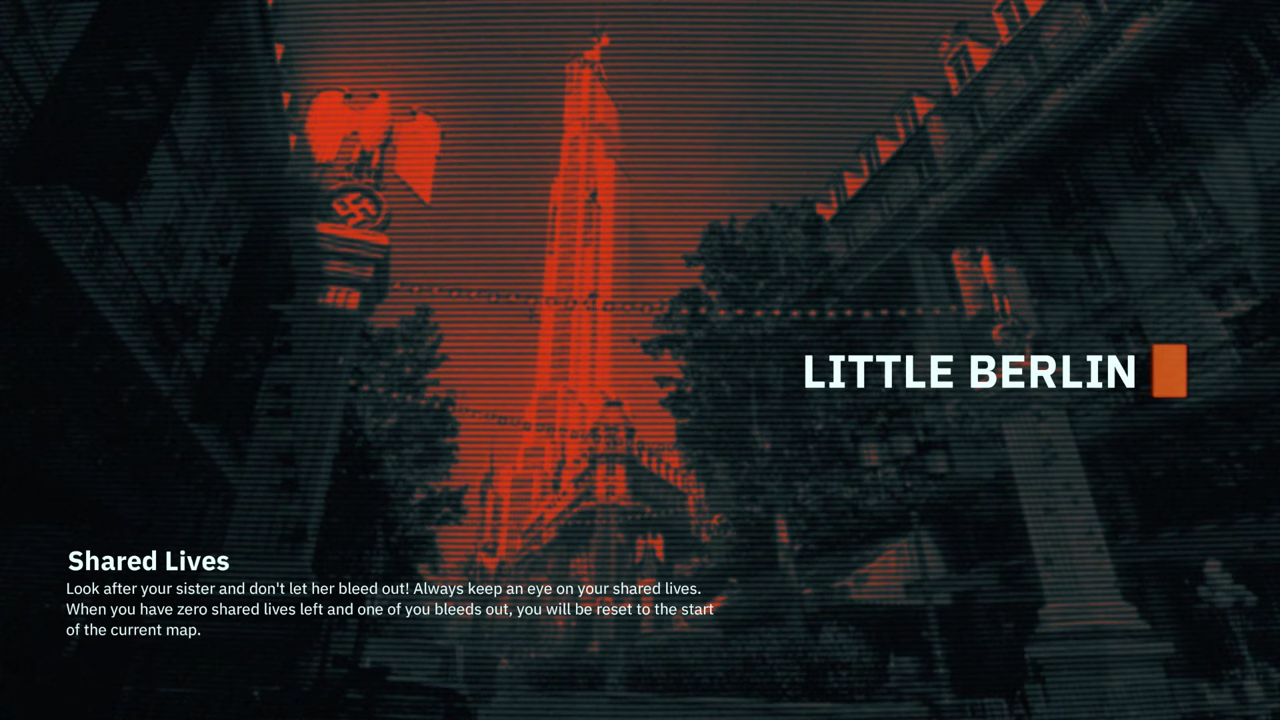 LITTLE BERLIN
Shared Lives
Look after your sister and don't let her bleed out! Always keep an eye on your shared lives.
When you have zero shared lives left and one of you bleeds out, you will be reset to the start
of the current map.